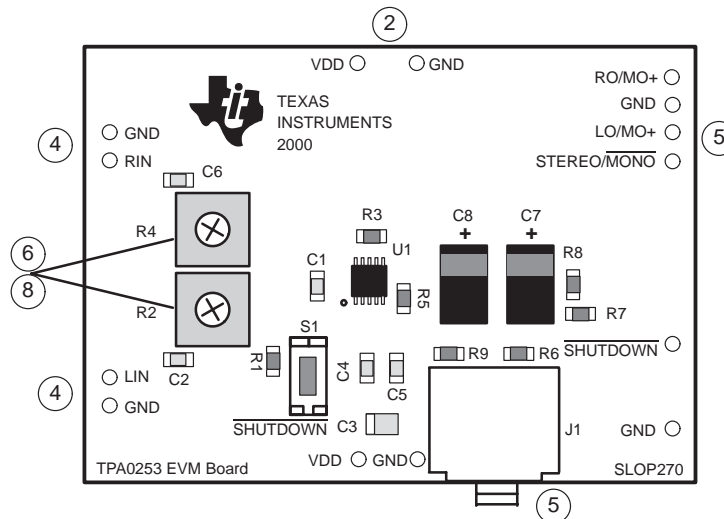 2
VDD GND
RO/MO+
GND
LO/MO+
STEREO/MONO
5
TEXAS
INSTRUMENTS
2000
4
GND
RIN
C6
R4
6
8
R2
C2
R3
U1
C1
R5
C8
+
C7
+
R8
R7
S1
R1
C4
C5
R9
R6
SHUTDOWN
4
LIN
GND
SHUTDOWN
C3
J1
GND
VDD GND
TPA0253 EVM Board
SLOP270
5